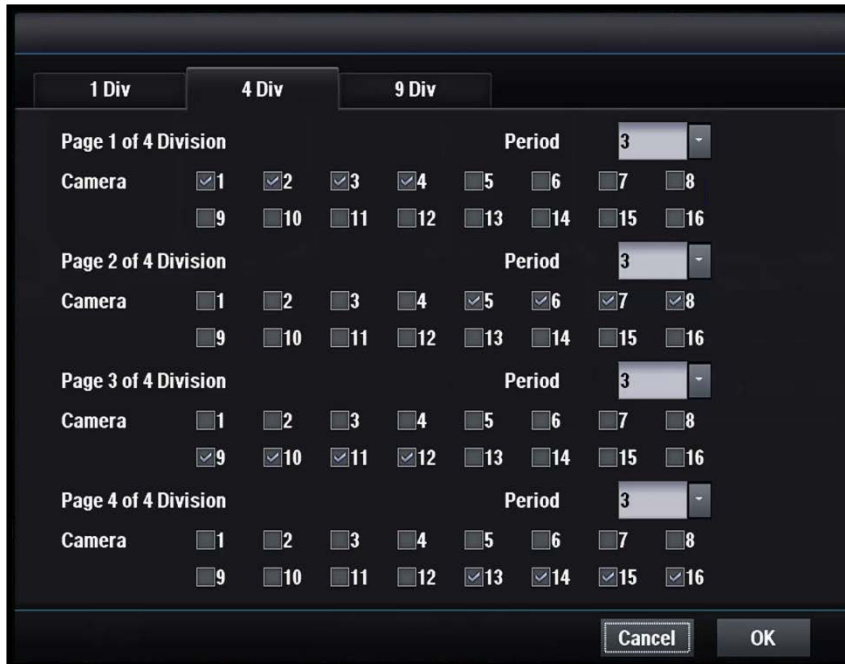 1 Div 4 Div 9 Div
Page 1 of 4 Division Period 3
Camera 1 2 3 4 5 6 7 8
9 10 11 12 13 14 15 16
Page 2 of 4 Division Period 3
Camera 1 2 3 4 5 6 7 8
9 10 11 12 13 14 15 16
Page 3 of 4 Division Period 3
Camera 1 2 3 4 5 6 7 8
9 10 11 12 13 14 15 16
Page 4 of 4 Division Period 3
Camera 1 2 3 4 5 6 7 8
9 10 11 12 13 14 15 16
Cancel OK